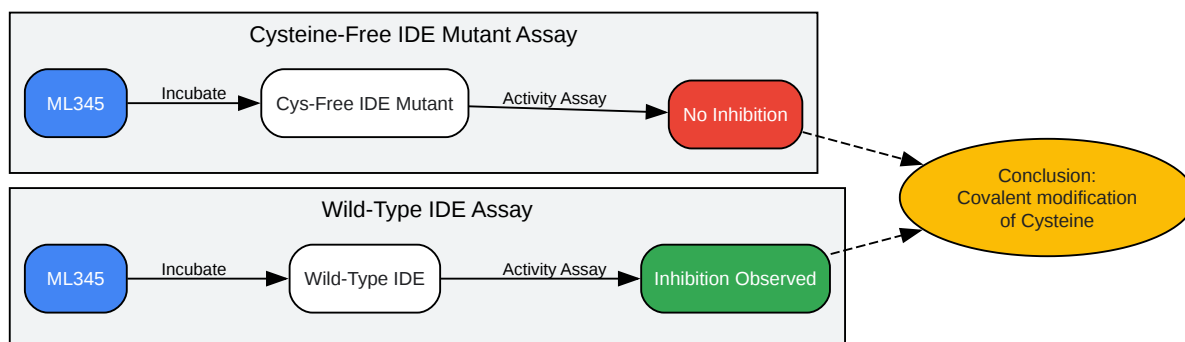 Cysteine-Free IDE Mutant Assay
ML345
Incubate
Cys-Free IDE Mutant
Activity Assay
No Inhibition
Wild-Type IDE Assay
ML345
Incubate
Wild-Type IDE
Activity Assay
Inhibition Observed
Conclusion:
Covalent modification
of Cysteine